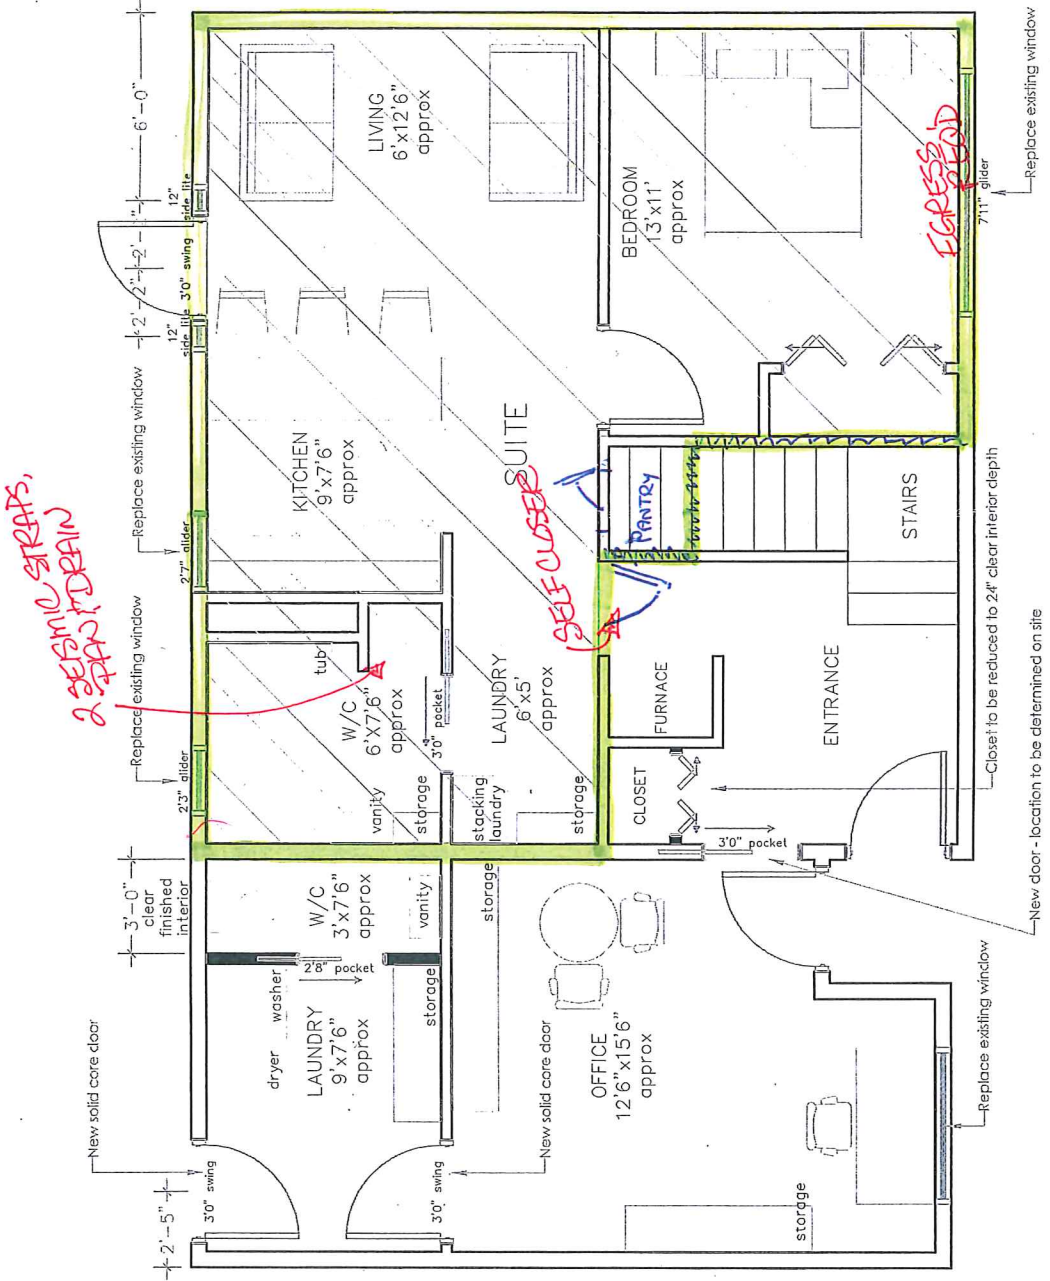 6'-0"
12"
side lite
3'0" swing
2'-2"
2'-2"
12"
side lite
Replace existing window
2'7" glider
Replace existing window
2'3" glider
3'-0"
clear
finished
interior
New solid core door
3'0" swing
2'-5"
LIVING
6'x12'6"
approx
KITCHEN
9'x7'6"
approx
SUITE
BEDROOM
13'x11'
approx
EGRESS
7'11" glider
Replace existing window
2 SEISMIC STRAPS,
PAN & DRAIN
tub
W/C
6'X7'6"
approx
3'0" pocket
vanity
storage
LAUNDRY
6'x5'
approx
stacking
laundry
storage
SELF CLOSER
PANTRY
STAIRS
FURNACE
ENTRANCE
CLOSET
3'0" pocket
Closet to be reduced to 24" clear interior depth
New door - location to be determined on site
W/C
3'x7'6"
approx
vanity
2'8" pocket
washer
dryer
LAUNDRY
9'x7'6"
approx
storage
storage
3'0" swing
New solid core door
OFFICE
12'6"x15'6"
approx
storage
Replace existing window